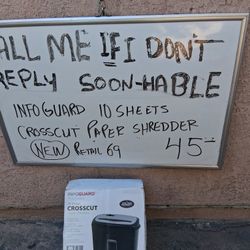 ALL ME IF I DON'T
REPLY SOON-HABLE
INFOGUARD 10 SHEETS
CROSSCUT PAPER SHREDDER
NEW RETAIL 69 45-
INFOGUARD
CROSSCUT